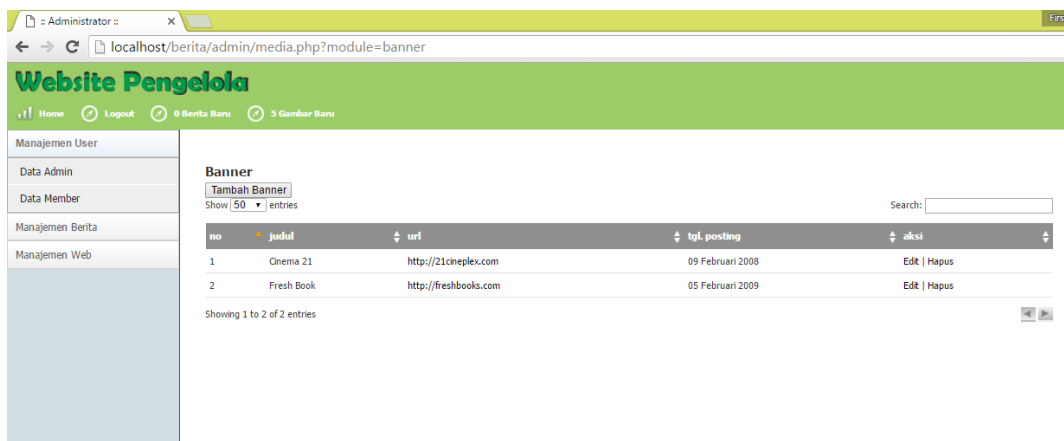 :: Administrator ::
Firs
localhost/berita/admin/media.php?module=banner
Website Pengelola
Home Logout 0 Berita Baru 5 Gambar Baru
Manajemen User
Data Admin
Data Member
Manajemen Berita
Manajemen Web
Banner
Tambah Banner
Show 50 entries
Search:
no judul url tgl. posting aksi
1 Cinema 21 http://21cineplex.com 09 Februari 2008 Edit | Hapus
2 Fresh Book http://freshbooks.com 05 Februari 2009 Edit | Hapus
Showing 1 to 2 of 2 entries